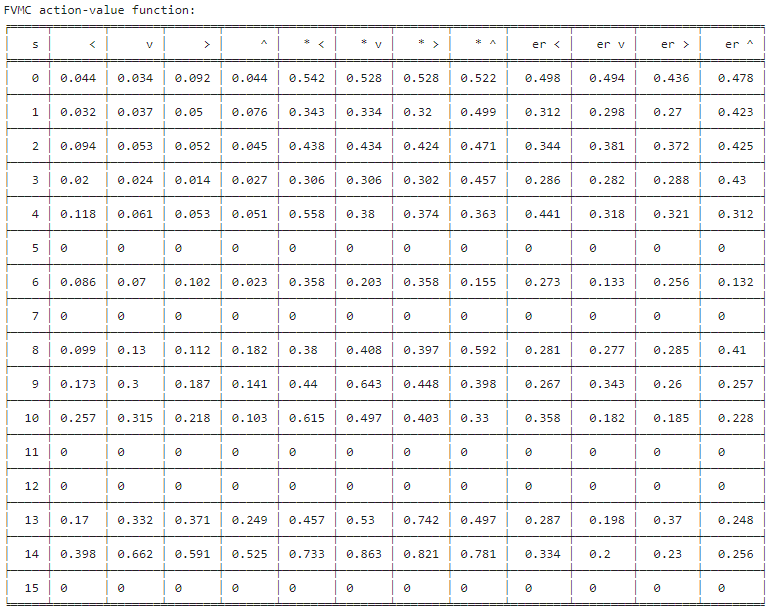 FVMC action-value function:
s < v > ^ * < * v * > * ^ er < er v er > er ^
0 0.044 0.034 0.092 0.044 0.542 0.528 0.528 0.522 0.498 0.494 0.436 0.478
1 0.032 0.037 0.05 0.076 0.343 0.334 0.32 0.499 0.312 0.298 0.27 0.423
2 0.094 0.053 0.052 0.045 0.438 0.434 0.424 0.471 0.344 0.381 0.372 0.425
3 0.02 0.024 0.014 0.027 0.306 0.306 0.302 0.457 0.286 0.282 0.288 0.43
4 0.118 0.061 0.053 0.051 0.558 0.38 0.374 0.363 0.441 0.318 0.321 0.312
5 0 0 0 0 0 0 0 0 0 0 0 0
6 0.086 0.07 0.102 0.023 0.358 0.203 0.358 0.155 0.273 0.133 0.256 0.132
7 0 0 0 0 0 0 0 0 0 0 0 0
8 0.099 0.13 0.112 0.182 0.38 0.408 0.397 0.592 0.281 0.277 0.285 0.41
9 0.173 0.3 0.187 0.141 0.44 0.643 0.448 0.398 0.267 0.343 0.26 0.257
10 0.257 0.315 0.218 0.103 0.615 0.497 0.403 0.33 0.358 0.182 0.185 0.228
11 0 0 0 0 0 0 0 0 0 0 0 0
12 0 0 0 0 0 0 0 0 0 0 0 0
13 0.17 0.332 0.371 0.249 0.457 0.53 0.742 0.497 0.287 0.198 0.37 0.248
14 0.398 0.662 0.591 0.525 0.733 0.863 0.821 0.781 0.334 0.2 0.23 0.256
15 0 0 0 0 0 0 0 0 0 0 0 0